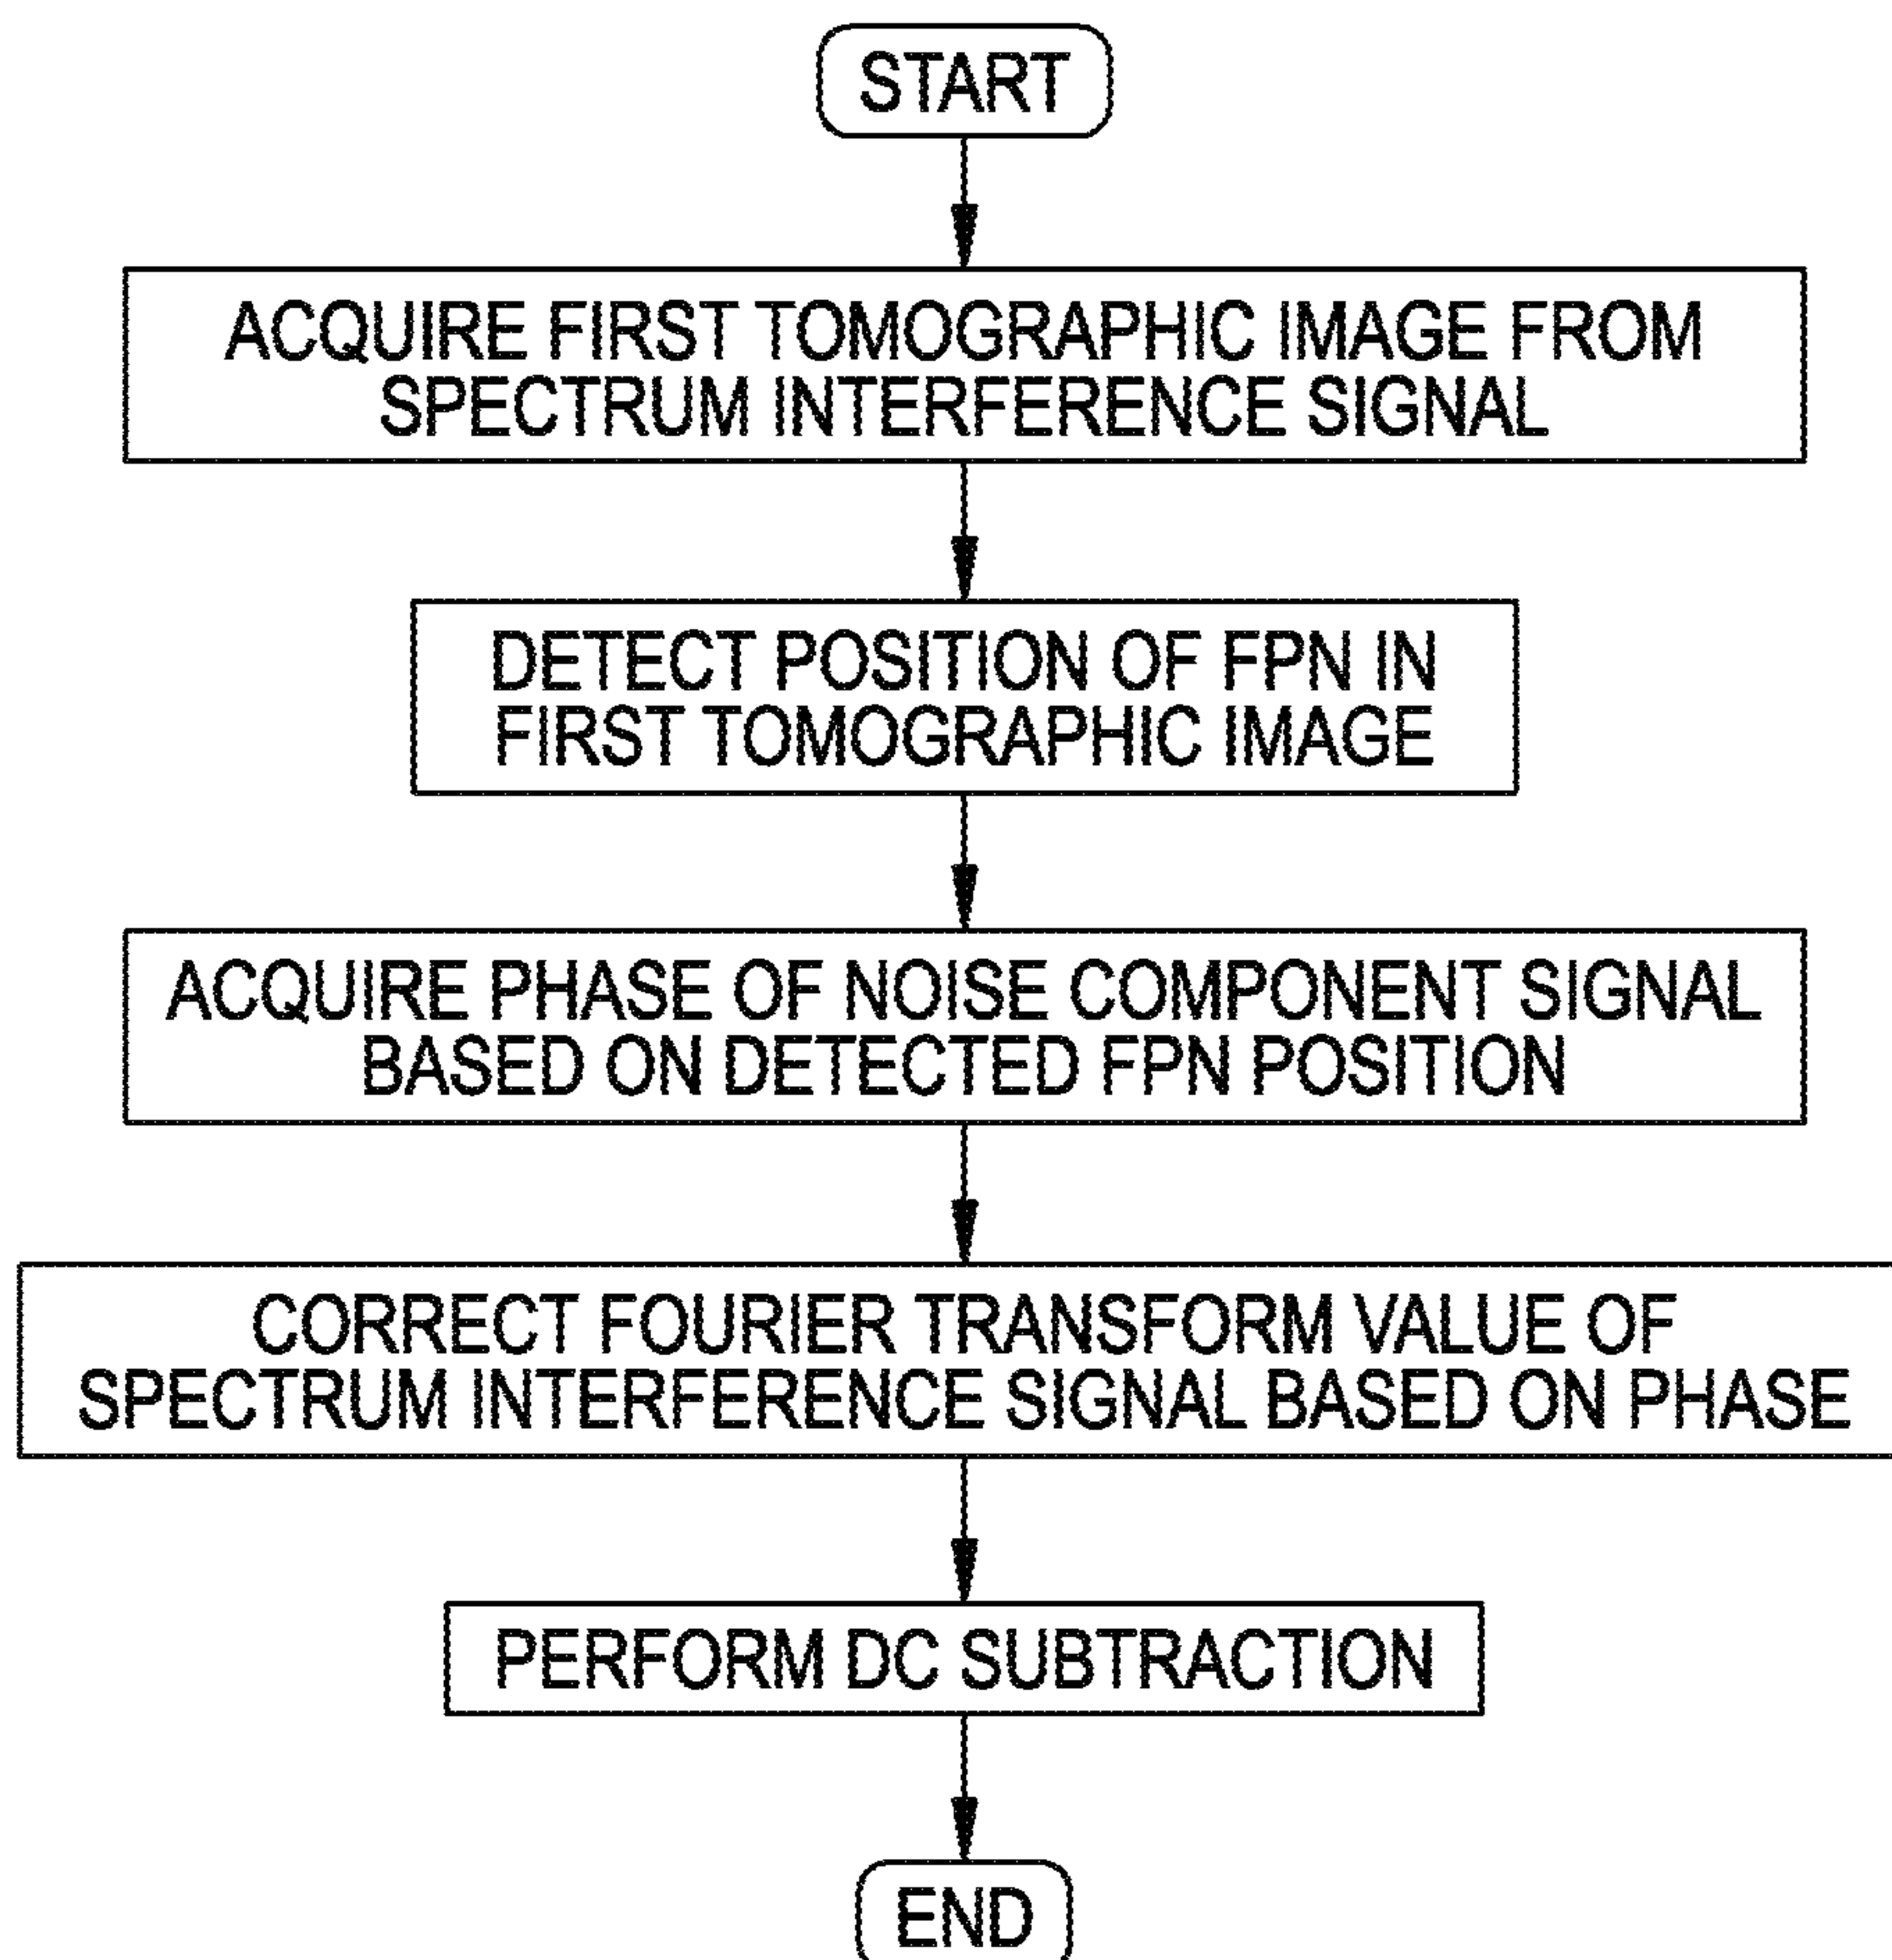 START
ACQUIRE FIRST TOMOGRAPHIC IMAGE FROM
SPECTRUM INTERFERENCE SIGNAL
DETECT POSITION OF FPN IN
FIRST TOMOGRAPHIC IMAGE
ACQUIRE PHASE OF NOISE COMPONENT SIGNAL
BASED ON DETECTED FPN POSITION
CORRECT FOURIER TRANSFORM VALUE OF
SPECTRUM INTERFERENCE SIGNAL BASED ON PHASE
PERFORM DC SUBTRACTION
END